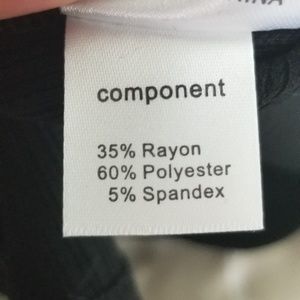 component
35% Rayon
60% Polyester
5% Spandex